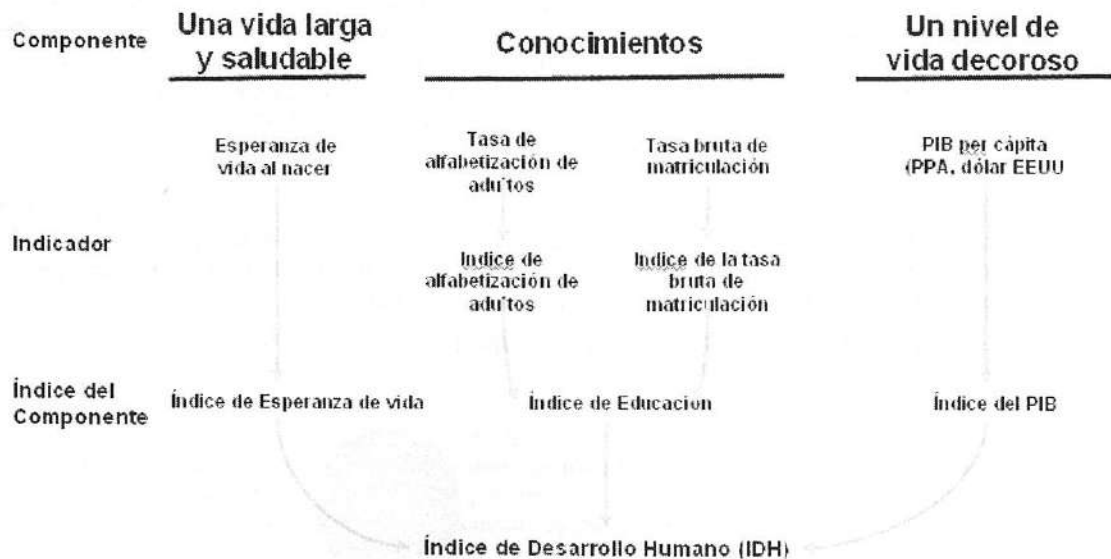 Componente
Una vida larga
y saludable
Conocimientos
Un nivel de
vida decoroso
Esperanza de
vida al nacer
Tasa de
alfabetización de
adultos
Tasa bruta de
matriculación
PIB per cápita
(PPA, dólar EEUU
Indicador
Indice de
alfabetización de
adultos
Indice de la tasa
bruta de
matriculación
Índice del
Componente
Índice de Esperanza de vida
Índice de Educacion
Índice del PIB
Índice de Desarrollo Humano (IDH)